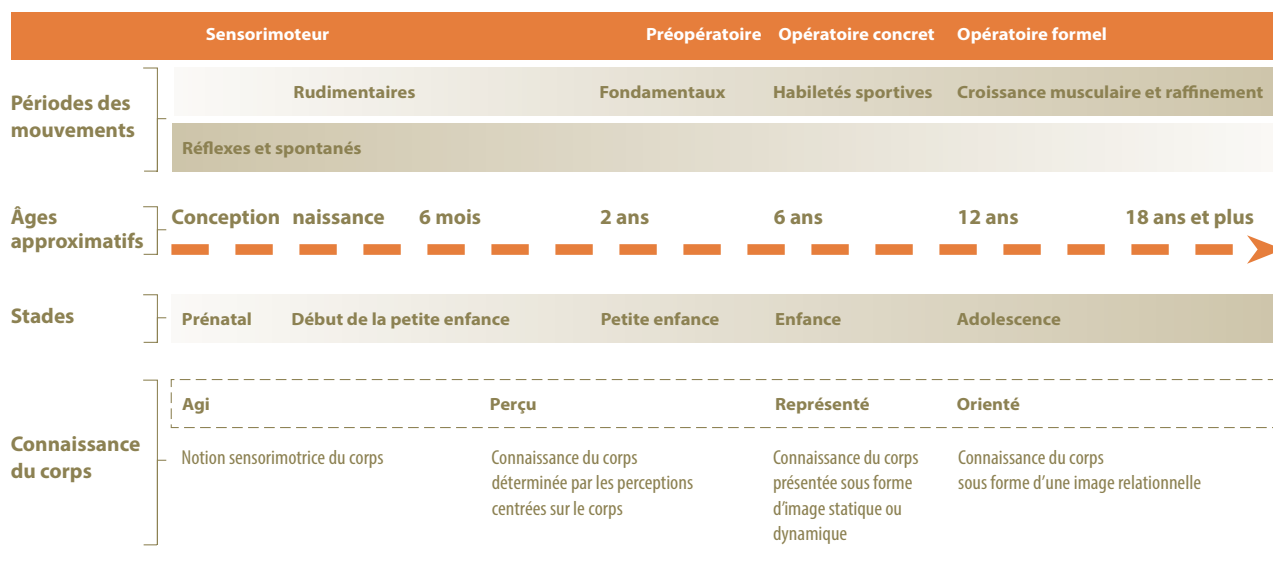 Sensorimoteur Préopératoire Opératoire concret Opératoire formel
Périodes des
mouvements
Rudimentaires Fondamentaux Habiletés sportives Croissance musculaire et raffinement
Réflexes et spontanés
Âges
approximatifs
Conception naissance 6 mois 2 ans 6 ans 12 ans 18 ans et plus
Stades
Prénatal Début de la petite enfance Petite enfance Enfance Adolescence
Connaissance
du corps
Agi Perçu Représenté Orienté
Notion sensorimotrice du corps
Connaissance du corps
déterminée par les perceptions
centrées sur le corps
Connaissance du corps
présentée sous forme
d'image statique ou
dynamique
Connaissance du corps
sous forme d'une image relationnelle